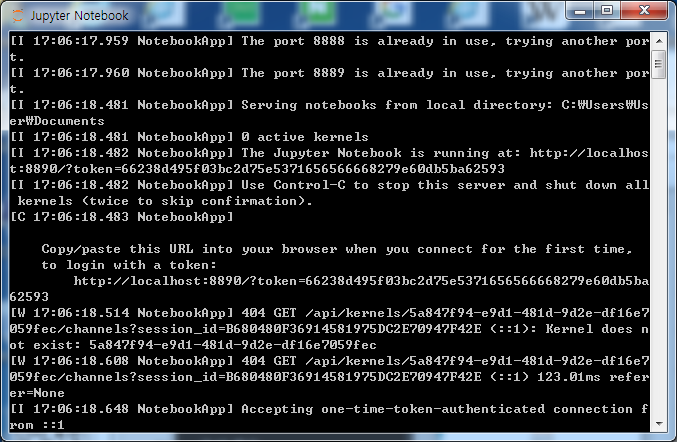 Jupyter Notebook
[I 17:06:17.959 NotebookApp] The port 8888 is already in use, trying another por
t.
[I 17:06:17.960 NotebookApp] The port 8889 is already in use, trying another por
t.
[I 17:06:18.481 NotebookApp] Serving notebooks from local directory: C:₩Users₩Us
er₩Documents
[I 17:06:18.481 NotebookApp] 0 active kernels
[I 17:06:18.482 NotebookApp] The Jupyter Notebook is running at: http://localhos
t:8890/?token=66238d495f03bc2d75e5371656566668279e60db5ba62593
[I 17:06:18.482 NotebookApp] Use Control-C to stop this server and shut down all
 kernels (twice to skip confirmation).
[C 17:06:18.483 NotebookApp]
    Copy/paste this URL into your browser when you connect for the first time,
    to login with a token:
        http://localhost:8890/?token=66238d495f03bc2d75e5371656566668279e60db5ba
62593
[W 17:06:18.514 NotebookApp] 404 GET /api/kernels/5a847f94-e9d1-481d-9d2e-df16e7
059fec/channels?session_id=B680480F36914581975DC2E70947F42E (::1): Kernel does n
ot exist: 5a847f94-e9d1-481d-9d2e-df16e7059fec
[W 17:06:18.608 NotebookApp] 404 GET /api/kernels/5a847f94-e9d1-481d-9d2e-df16e7
059fec/channels?session_id=B680480F36914581975DC2E70947F42E (::1) 123.01ms refer
er=None
[I 17:06:18.648 NotebookApp] Accepting one-time-token-authenticated connection f
rom ::1